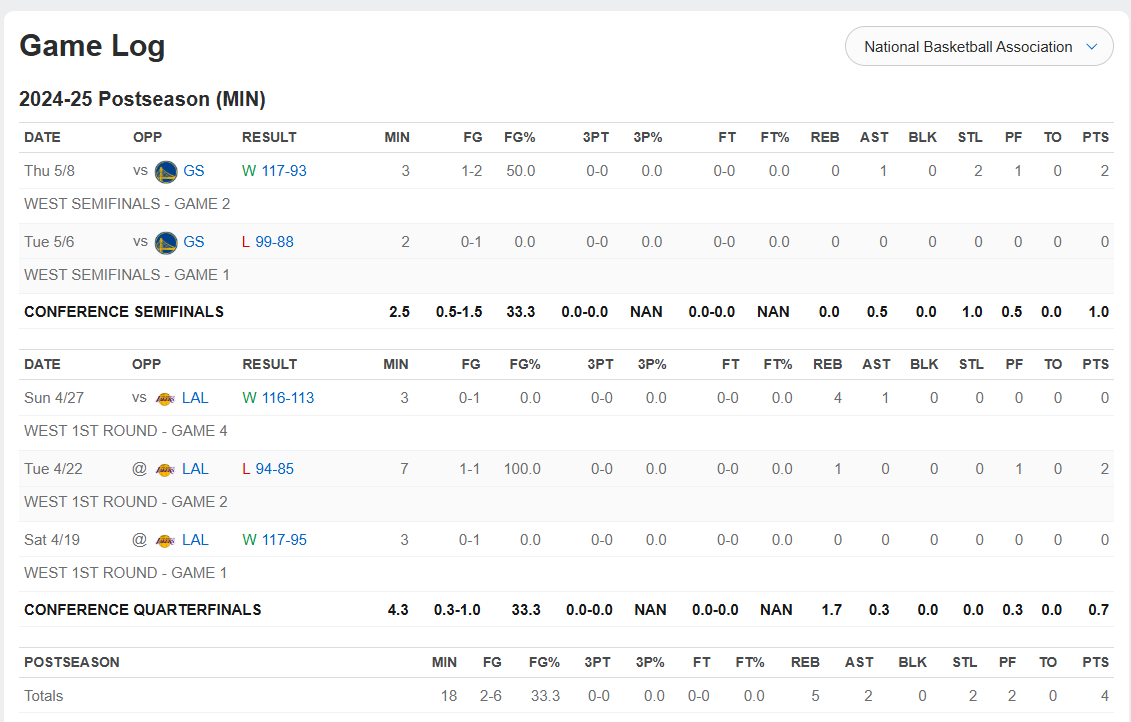 Game Log
National Basketball Association
2024-25 Postseason (MIN)
DATE OPP RESULT MIN FG FG% 3PT 3P% FT FT% REB AST BLK STL PF TO PTS
Thu 5/8 vs GS W 117-93 3 1-2 50.0 0-0 0.0 0-0 0.0 0 1 0 2 1 0 2
WEST SEMIFINALS - GAME 2
Tue 5/6 vs GS L 99-88 2 0-1 0.0 0-0 0.0 0-0 0.0 0 0 0 0 0 0 0
WEST SEMIFINALS - GAME 1
CONFERENCE SEMIFINALS 2.5 0.5-1.5 33.3 0.0-0.0 NAN 0.0-0.0 NAN 0.0 0.5 0.0 1.0 0.5 0.0 1.0
DATE OPP RESULT MIN FG FG% 3PT 3P% FT FT% REB AST BLK STL PF TO PTS
Sun 4/27 vs LAL W 116-113 3 0-1 0.0 0-0 0.0 0-0 0.0 4 1 0 0 0 0 0
WEST 1ST ROUND - GAME 4
Tue 4/22 @ LAL L 94-85 7 1-1 100.0 0-0 0.0 0-0 0.0 1 0 0 0 1 0 2
WEST 1ST ROUND - GAME 2
Sat 4/19 @ LAL W 117-95 3 0-1 0.0 0-0 0.0 0-0 0.0 0 0 0 0 0 0 0
WEST 1ST ROUND - GAME 1
CONFERENCE QUARTERFINALS 4.3 0.3-1.0 33.3 0.0-0.0 NAN 0.0-0.0 NAN 1.7 0.3 0.0 0.0 0.3 0.0 0.7
POSTSEASON MIN FG FG% 3PT 3P% FT FT% REB AST BLK STL PF TO PTS
Totals 18 2-6 33.3 0-0 0.0 0-0 0.0 5 2 0 2 2 0 4